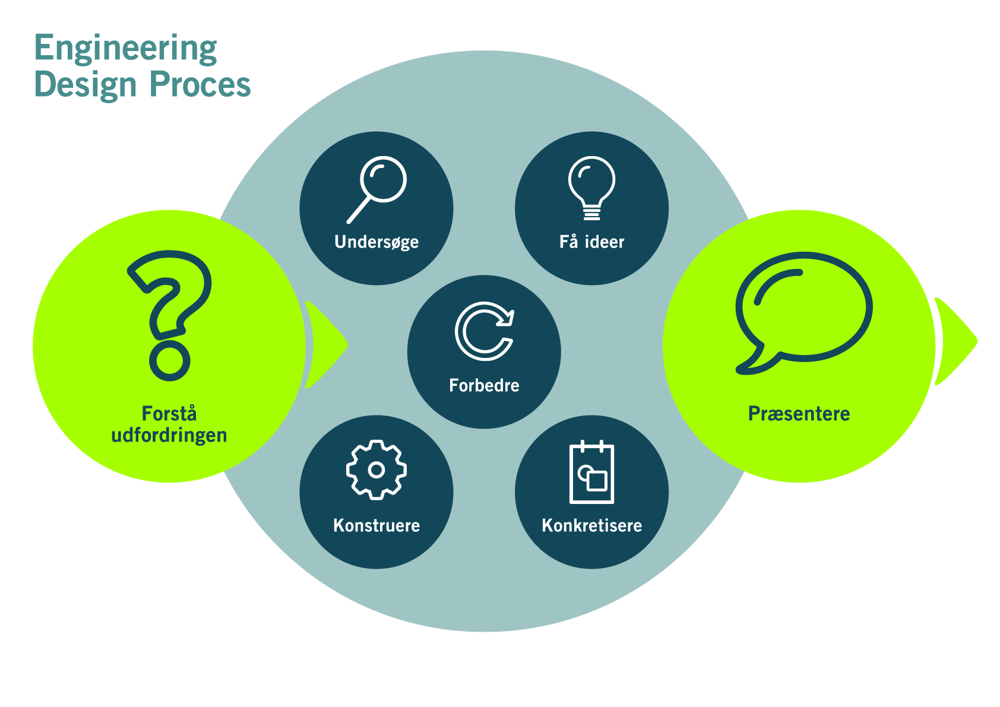 Engineering
Design Proces
Undersøge
Få ideer
Forbedre
Forstå
udfordringen
Præsentere
Konstruere
Konkretisere